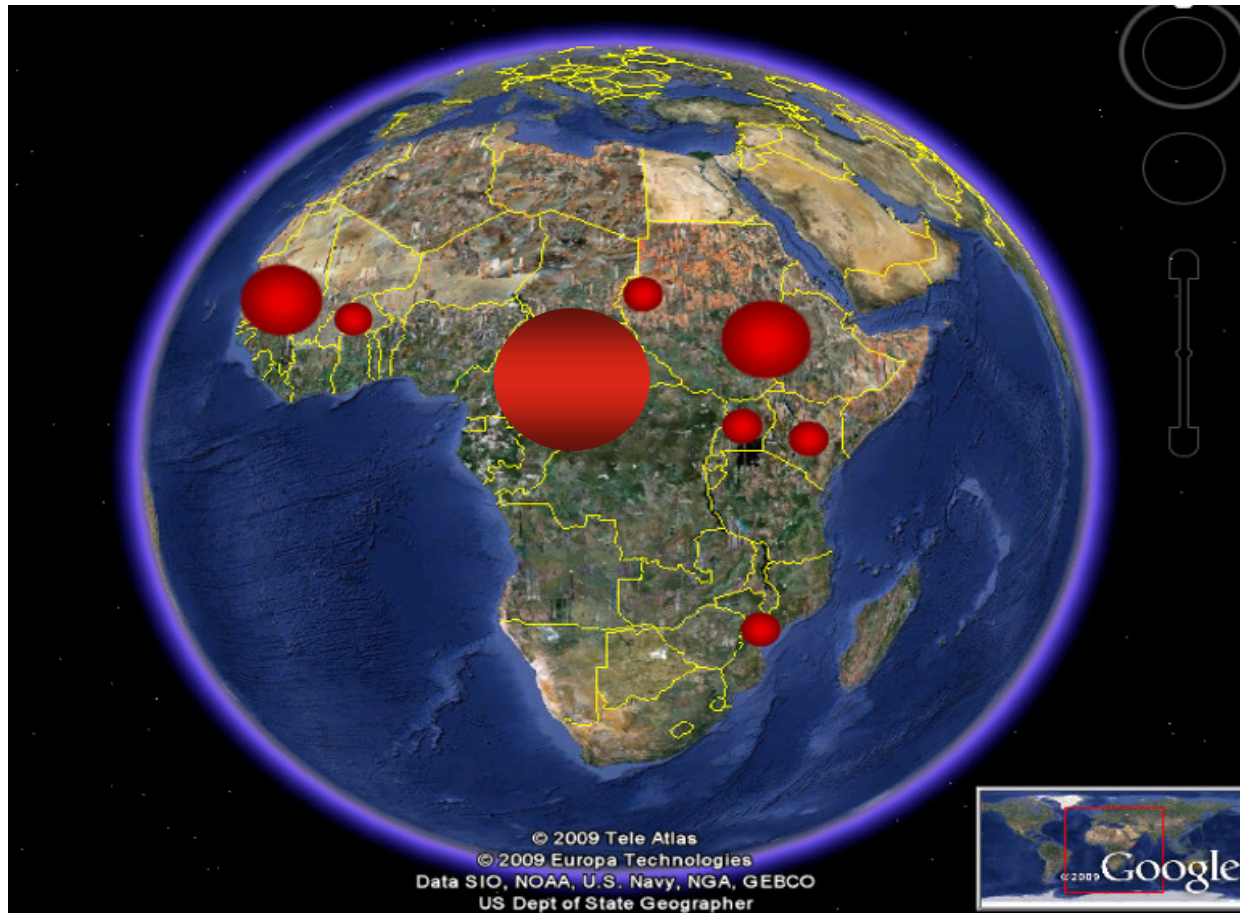 © 2009 Tele Atlas
© 2009 Europa Technologies
Data SIO, NOAA, U.S. Navy, NGA, GEBCO
US Dept of State Geographer
©2009 Google